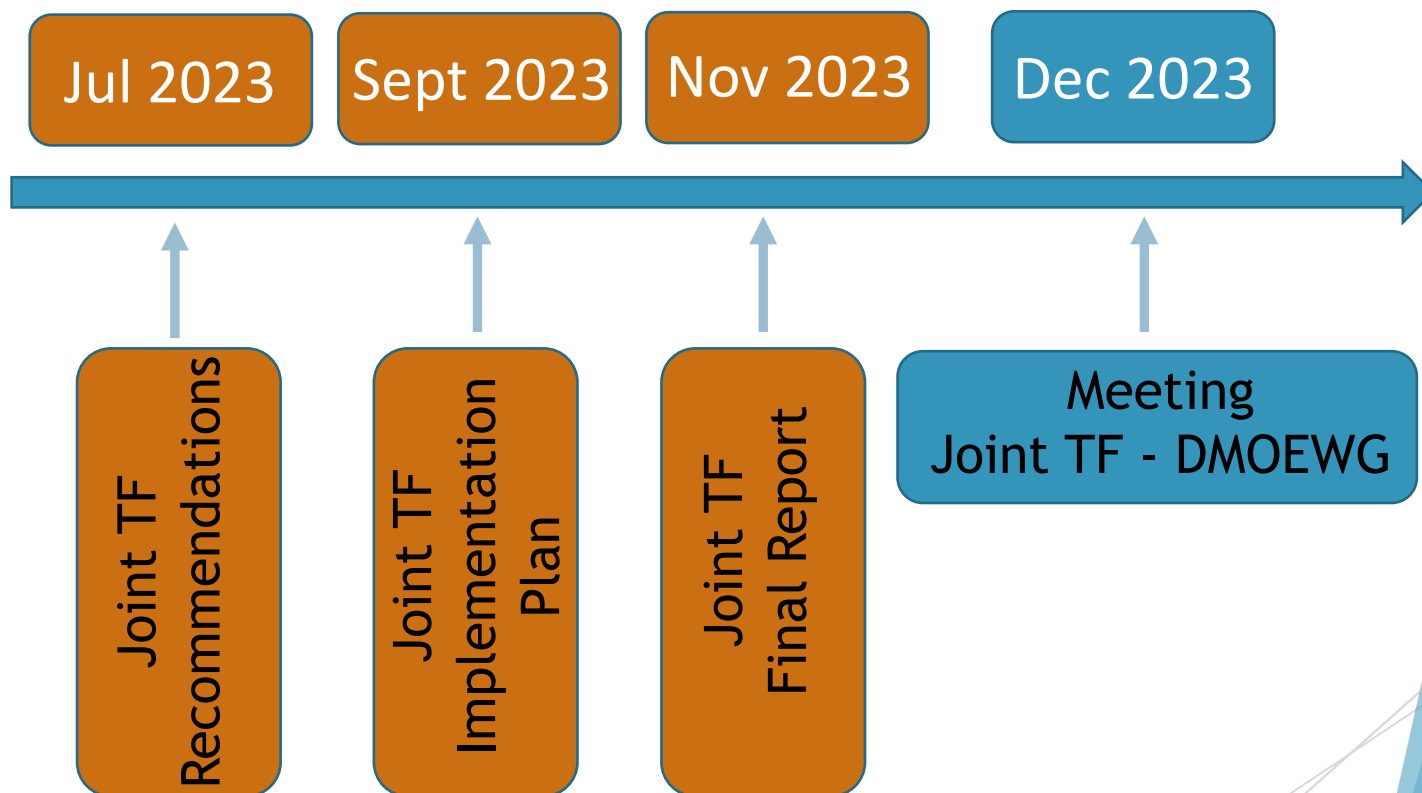 Jul 2023
Sept 2023
Nov 2023
Dec 2023
Joint TF
Recommendations
Joint TF
Implementation
Plan
Joint TF
Final Report
Meeting
Joint TF - DMOEWG